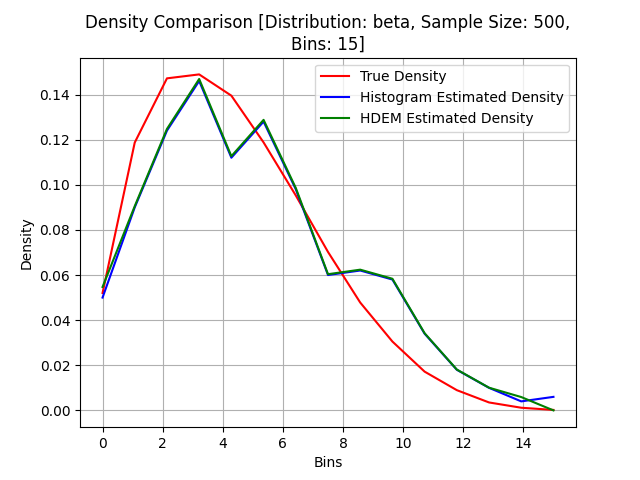 Density Comparison [Distribution: beta, Sample Size: 500,
Bins: 15]
True Density
Histogram Estimated Density
HDEM Estimated Density
Density
0.14
0.12
0.10
0.08
0.06
0.04
0.02
0.00
0 2 4 6 8 10 12 14
Bins